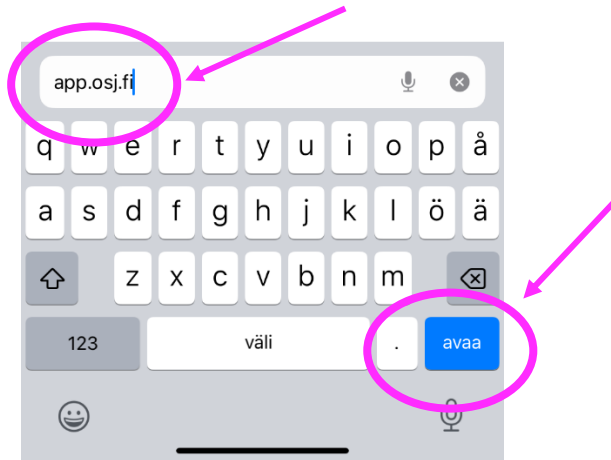 app.osj.fi
q w e r t y u i o p å
a s d f g h j k l ö ä
z x c v b n m
123 väli . avaa